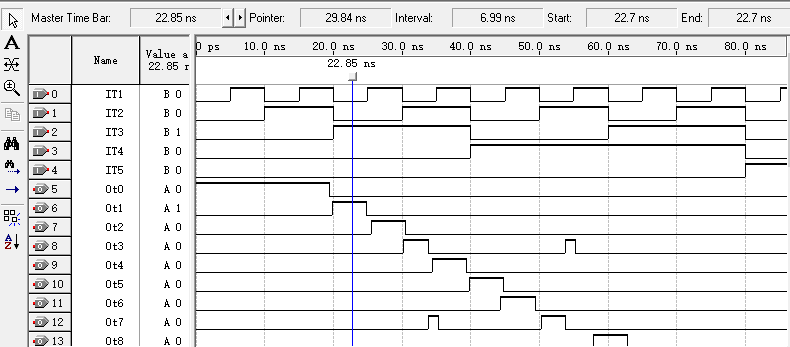 Master Time Bar: 22.85 ns Pointer: 29.84 ns Interval: 6.99 ns Start: 22.7 ns End: 22.7 ns
Name Value a 22.85 r
0 ps 10.0 ns 20.0 ns 30.0 ns 40.0 ns 50.0 ns 60.0 ns 70.0 ns 80.0 ns
22.85 ns
0 IT1 B 0
1 IT2 B 0
2 IT3 B 1
3 IT4 B 0
4 IT5 B 0
5 Ot0 A 0
6 Ot1 A 1
7 Ot2 A 0
8 Ot3 A 0
9 Ot4 A 0
10 Ot5 A 0
11 Ot6 A 0
12 Ot7 A 0
13 Ot8 A 0